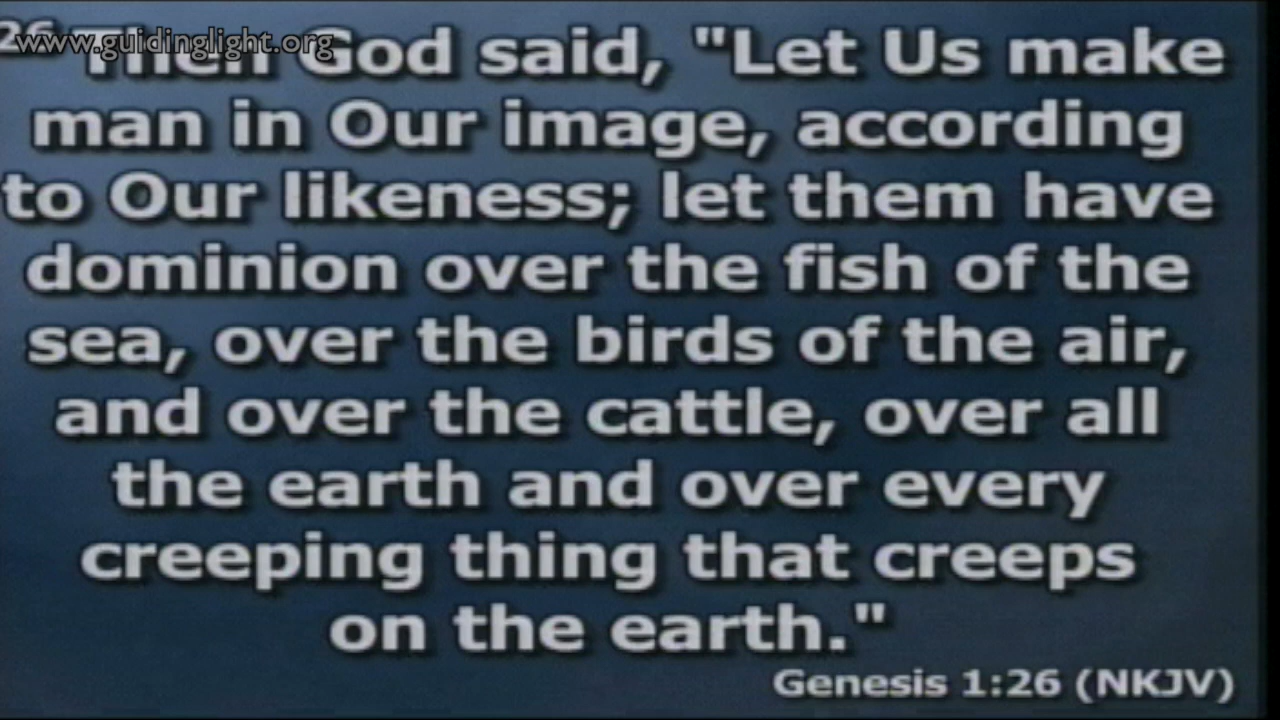 www.guidinglight.org
26 Then God said, "Let Us make
man in Our image, according
to Our likeness; let them have
dominion over the fish of the
sea, over the birds of the air,
and over the cattle, over all
the earth and over every
creeping thing that creeps
on the earth."
Genesis 1:26 (NKJV)